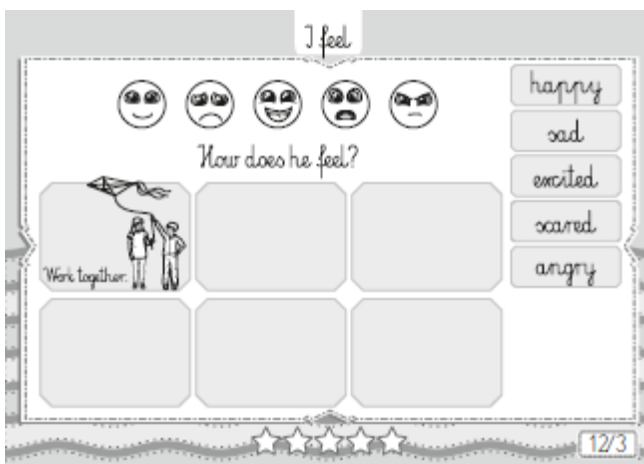 I feel
happy
sad
How does he feel?
excited
scared
angry
Work together.
12/3